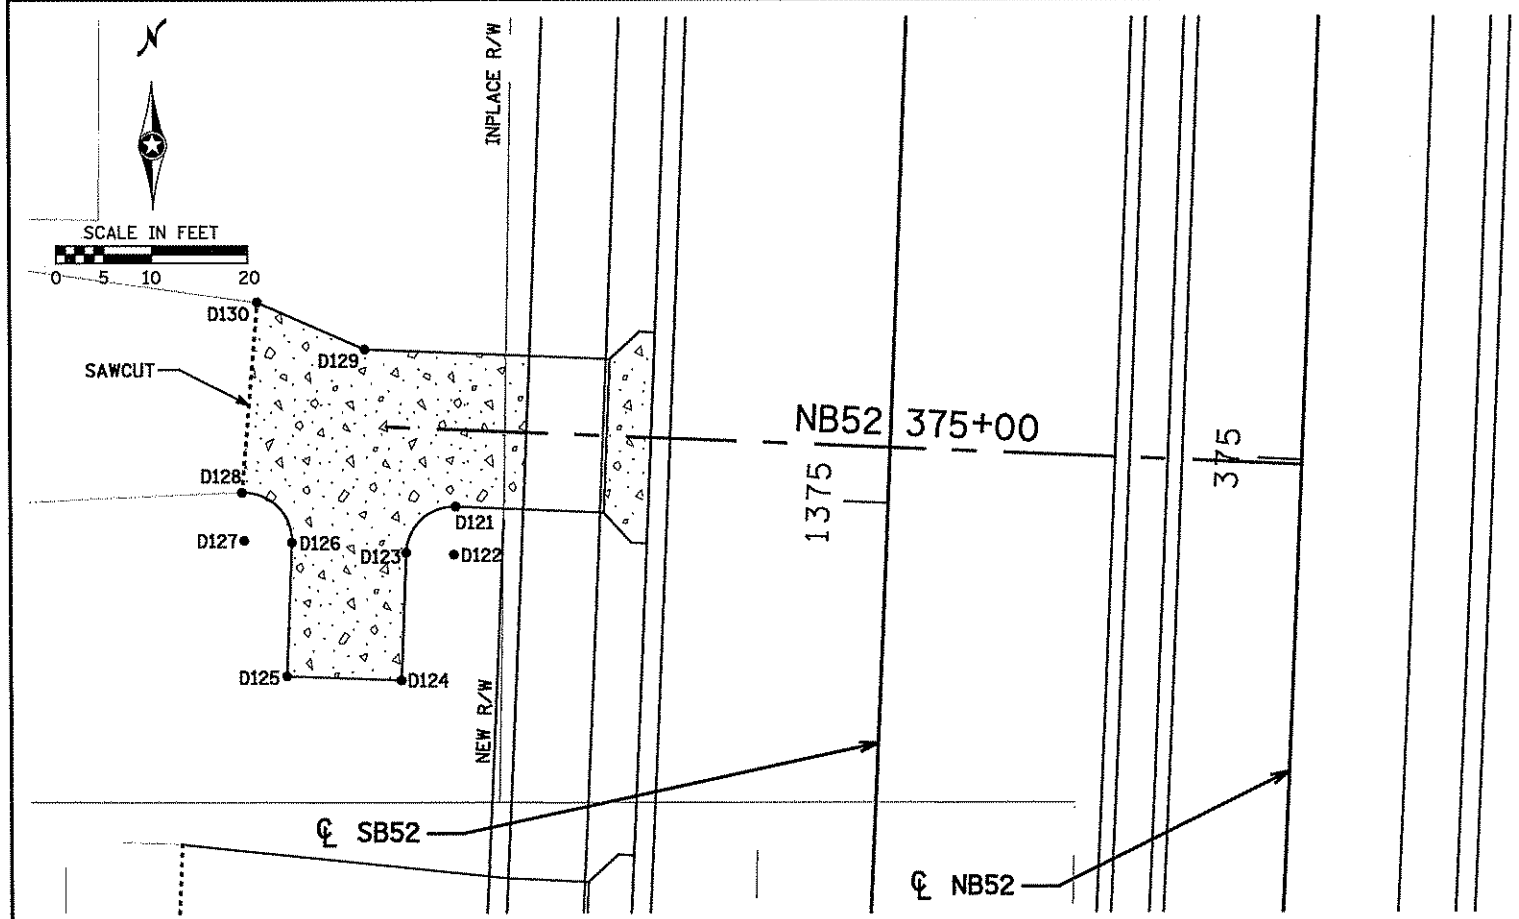 N
INPLACE R/W
SCALE IN FEET
0 5 10 20
D130
D129
SAWCUT
NB52 375+00
375
1375
D128
D121
D127
D126
D123
D122
D125
D124
NEW R/W
℄ SB52
℄ NB52